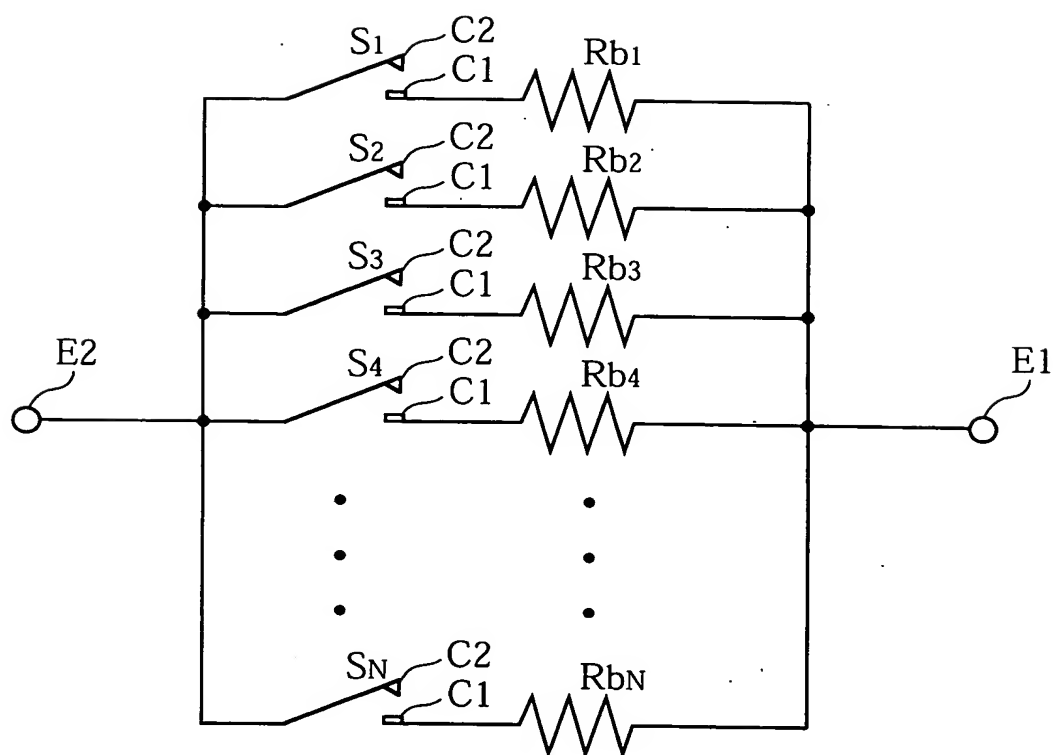 S1 C2
C1 Rb1
S2 C2
C1 Rb2
S3 C2
C1 Rb3
E2 S4 C2
C1 Rb4 E1
SN C2
C1 RbN